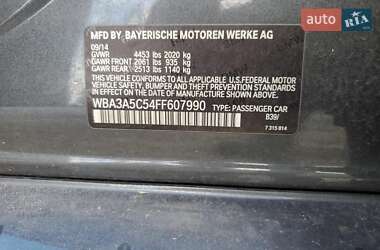 auto RIA.com
MFD BY, BAYERISCHE MOTOREN WERKE AG
09/14
GVWR 4453 lbs 2020 kg
GAWR FRONT 2061 lbs 935 kg
GAWR REAR 2513 lbs 1140 kg
THIS VEHICLE CONFORMS TO ALL APPLICABLE U.S. FEDERAL MOTOR VEHICLE
SAFETY, BUMPER AND THEFT PREVENTION STANDARDS IN EFFECT
ON THE DATE OF MANUFACTURE SHOWN ABOVE.
WBA3A5C54FF607990 TYPE: PASSENGER CAR
B39/
7 315 814